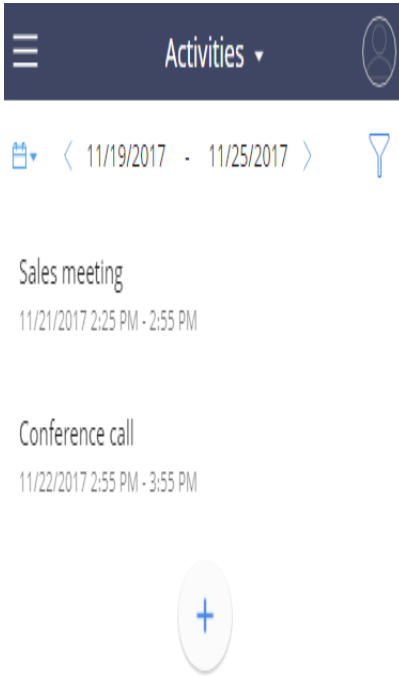 Activities
11/19/2017 - 11/25/2017
Sales meeting
11/21/2017 2:25 PM - 2:55 PM
Conference call
11/22/2017 2:55 PM - 3:55 PM
+